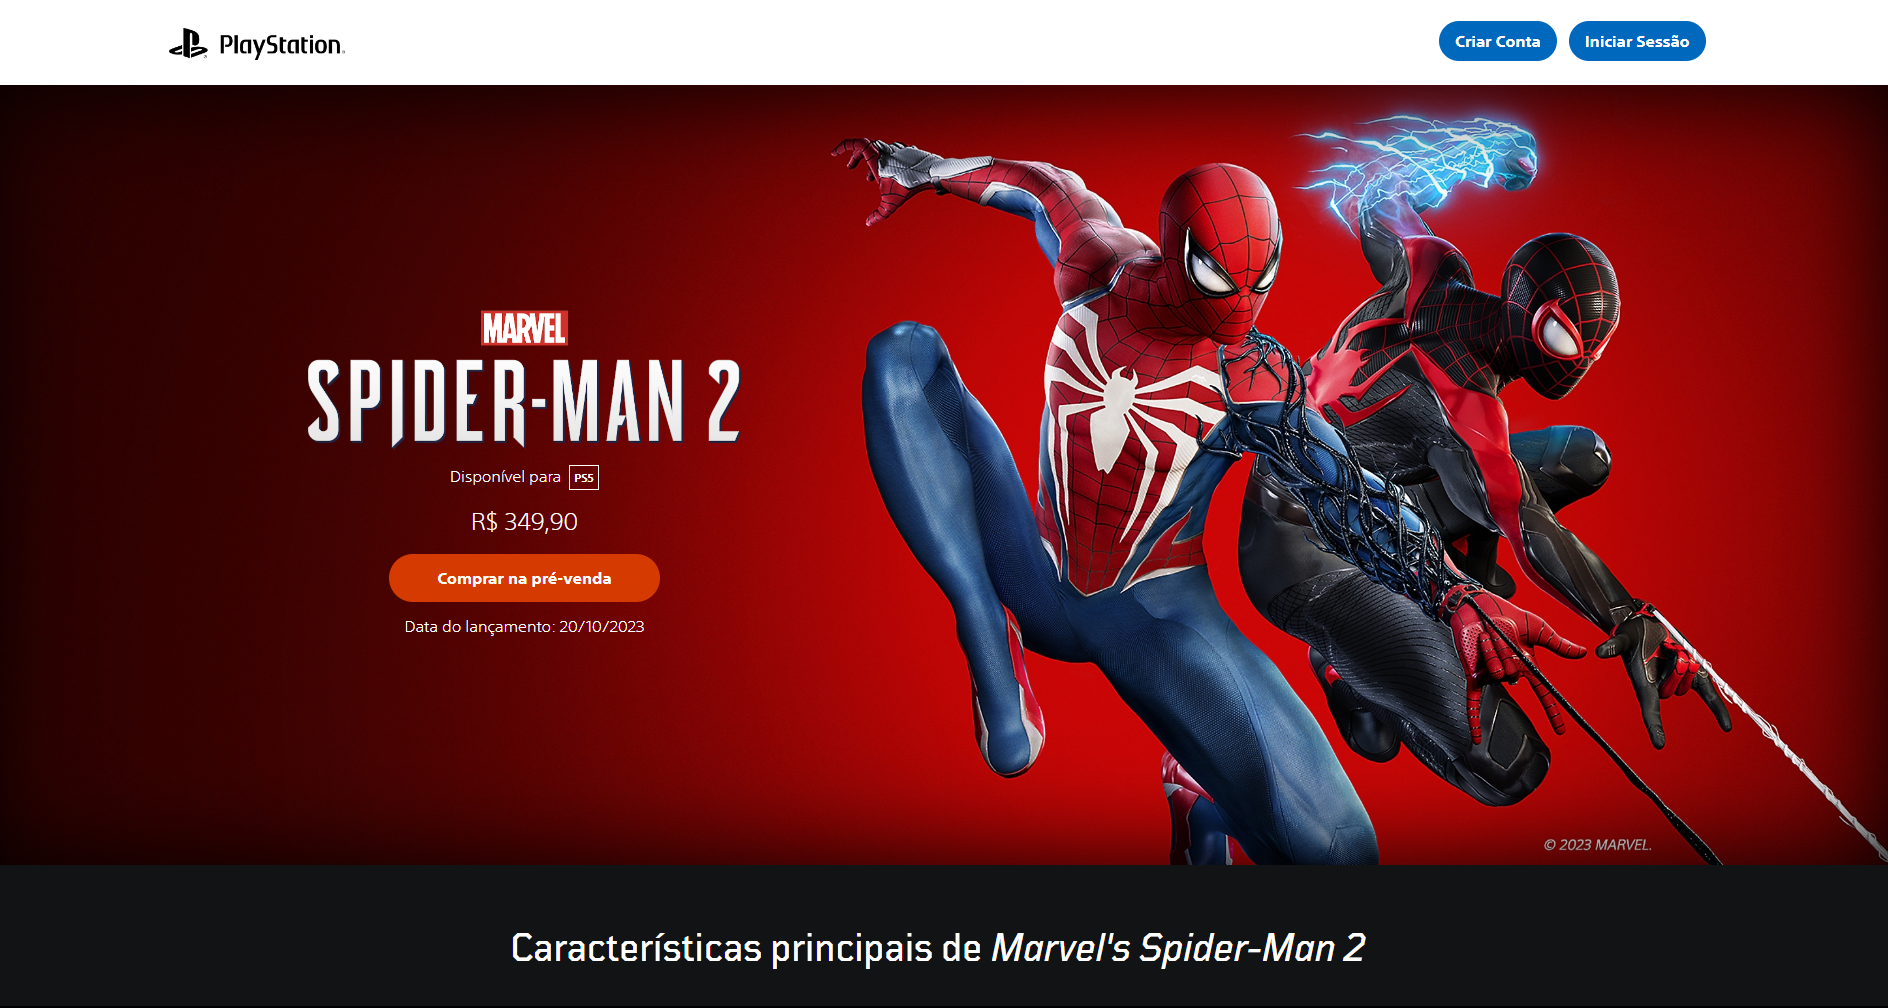 PlayStation
Criar Conta
Iniciar Sessão
MARVEL
SPIDER-MAN 2
Disponível para PS5
R$ 349,90
Comprar na pré-venda
Data do lançamento: 20/10/2023
© 2023 MARVEL.
Características principais de Marvel's Spider-Man 2